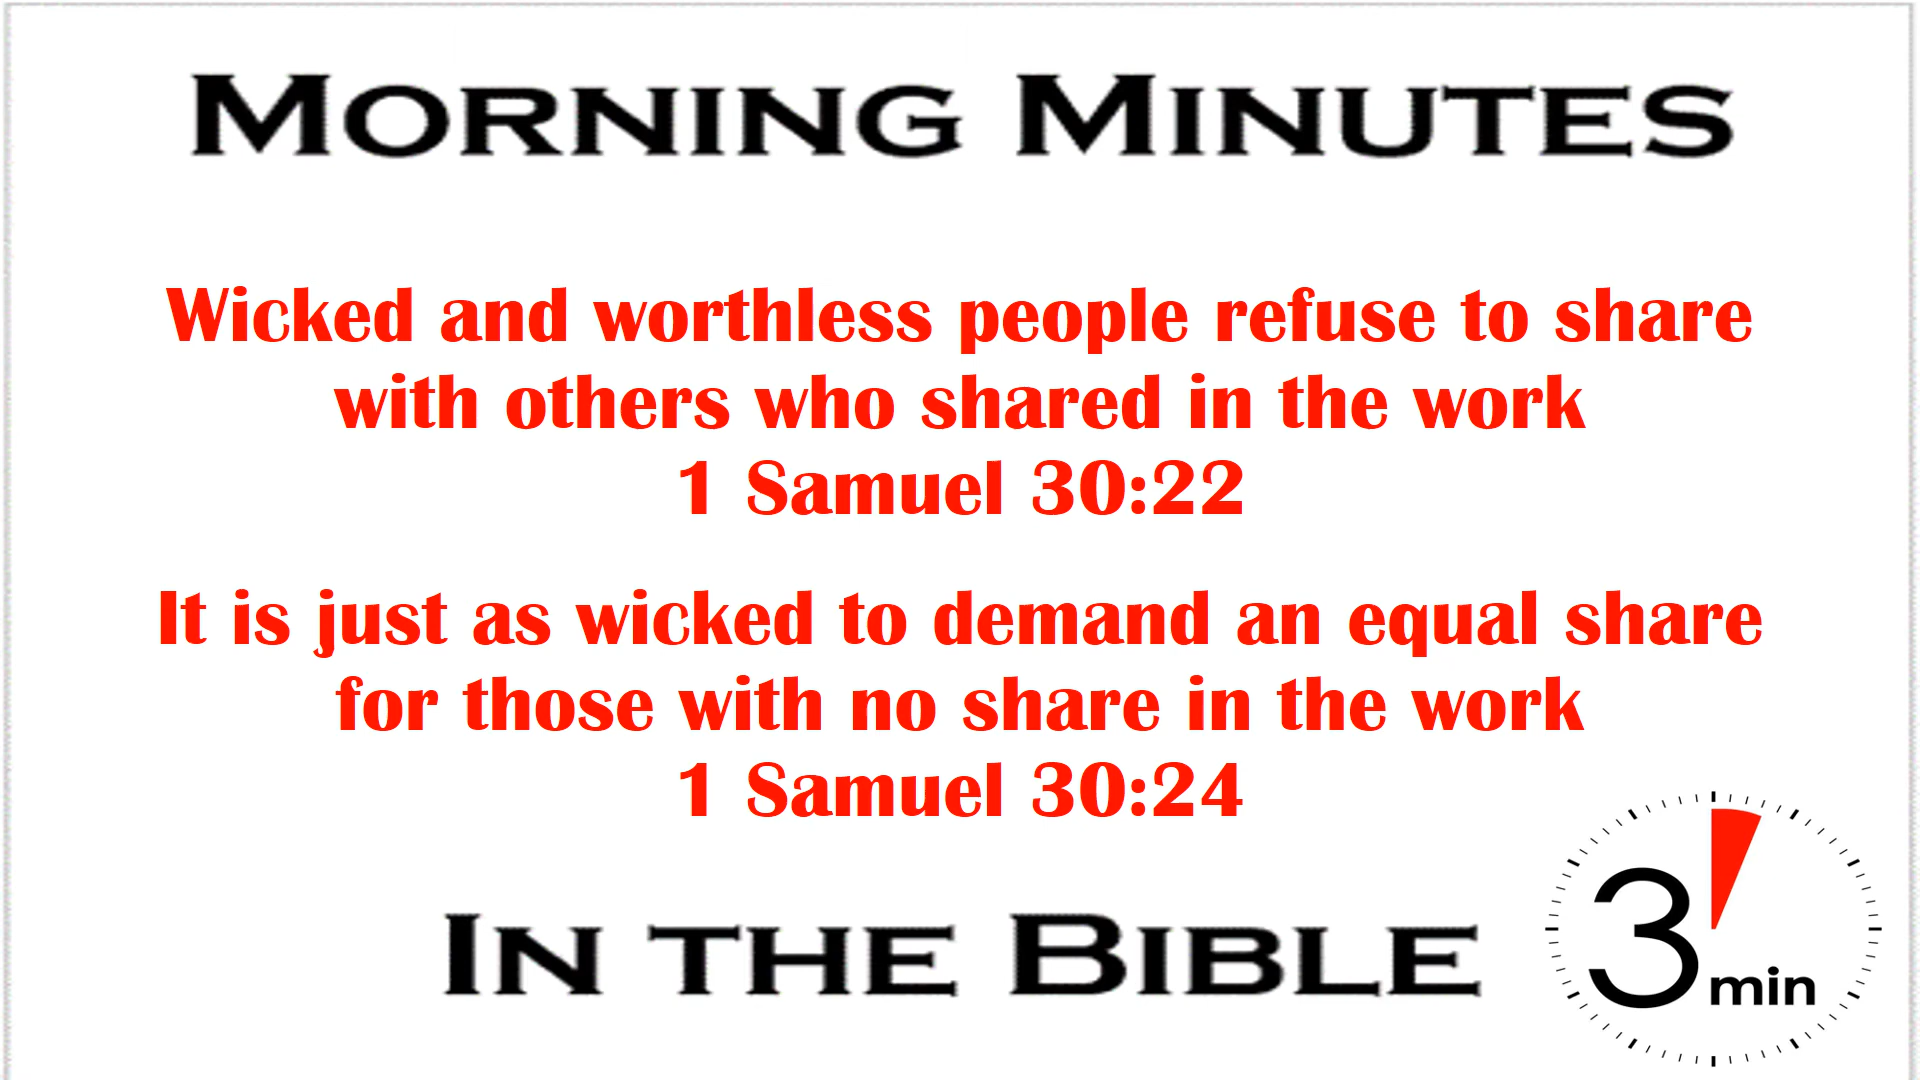 MORNING MINUTES
Wicked and worthless people refuse to share
with others who shared in the work
1 Samuel 30:22
It is just as wicked to demand an equal share
for those with no share in the work
1 Samuel 30:24
IN THE BIBLE
3 min